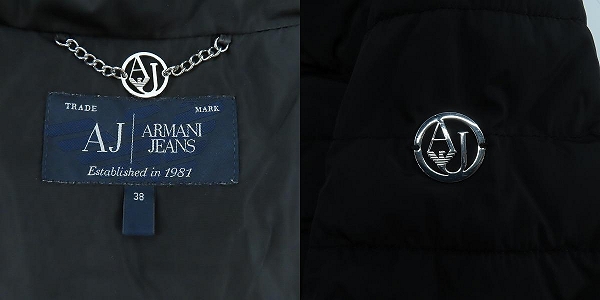 AJ
TRADE MARK
AJ ARMANI
JEANS
Established in 1981
38
AJ